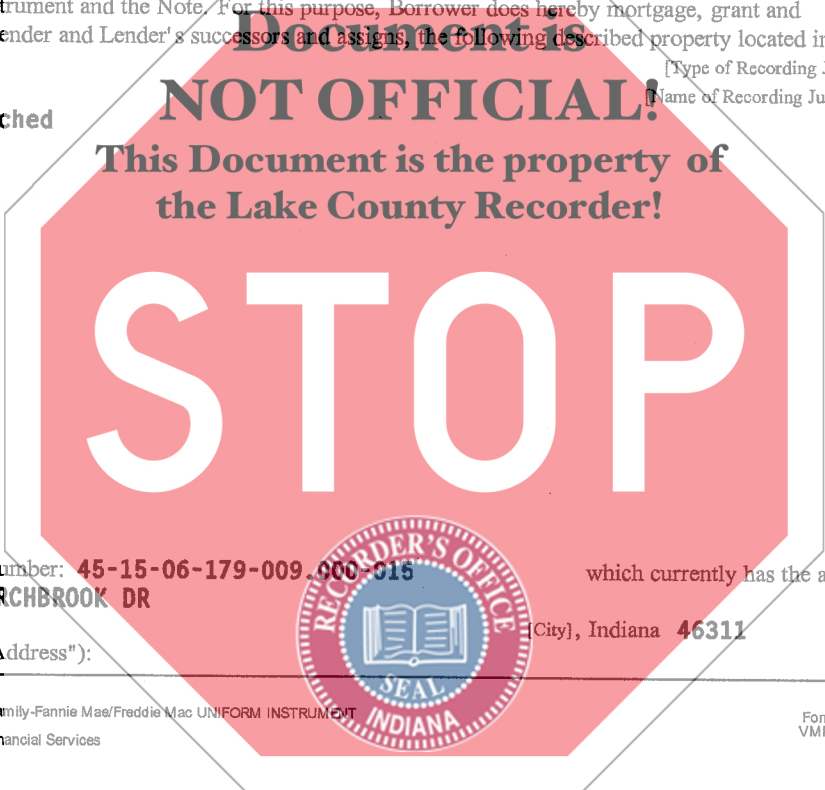 trument and the Note. For this purpose, Borrower does hereby mortgage, grant and
ender and Lender's successors and assigns, the following described property located in
Document is
[Type of Recording J
NOT OFFICIAL!
[Name of Recording Ju
ched
This Document is the property of
the Lake County Recorder!
STOP
umber: 45-15-06-179-009.000-015
which currently has the a
RCHBROOK DR
[City], Indiana 46311
Address"):
RECORDER'S OFFICE
SEAL
INDIANA
mily-Fannie Mae/Freddie Mac UNIFORM INSTRUMENT
nancial Services
Form
VMP